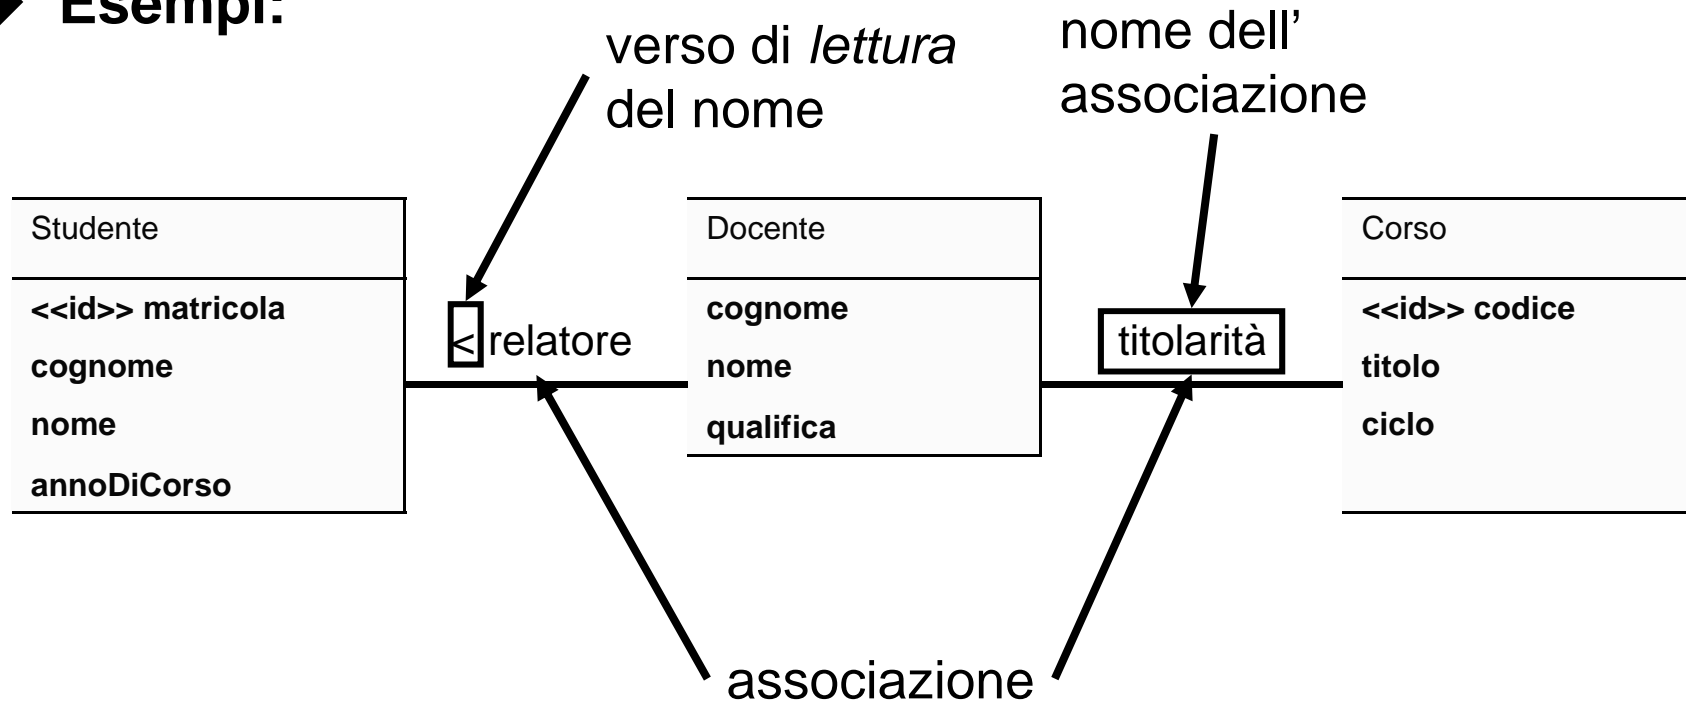 Esempi:
verso di lettura
del nome
nome dell’
associazione
Studente
<<id>> matricola
cognome
nome
annoDiCorso
< relatore
Docente
cognome
nome
qualifica
titolarità
Corso
<<id>> codice
titolo
ciclo
associazione